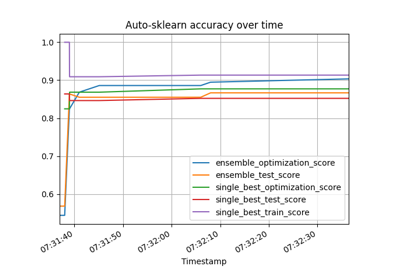 Auto-sklearn accuracy over time
1.0
0.9
0.8
0.7
0.6
ensemble_optimization_score
ensemble_test_score
single_best_optimization_score
single_best_test_score
single_best_train_score
07:31:40
07:31:50
07:32:00
07:32:10
07:32:20
07:32:30
Timestamp